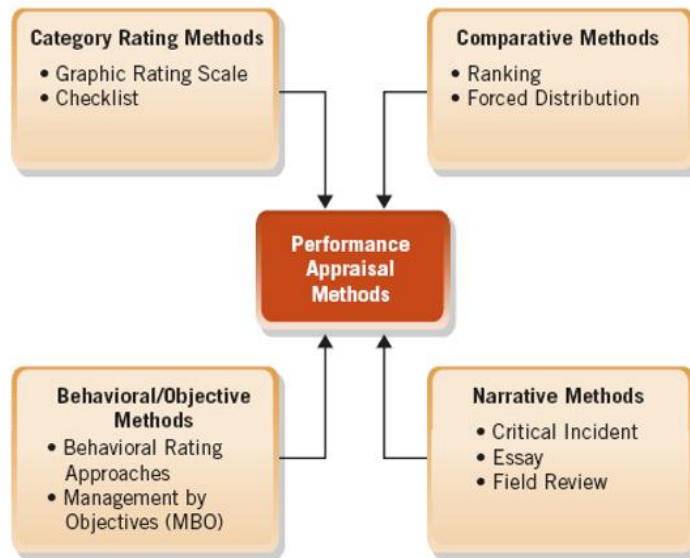 Category Rating Methods
• Graphic Rating Scale
• Checklist
Comparative Methods
• Ranking
• Forced Distribution
Performance
Appraisal
Methods
Behavioral/Objective
Methods
• Behavioral Rating
Approaches
• Management by
Objectives (MBO)
Narrative Methods
• Critical Incident
• Essay
• Field Review